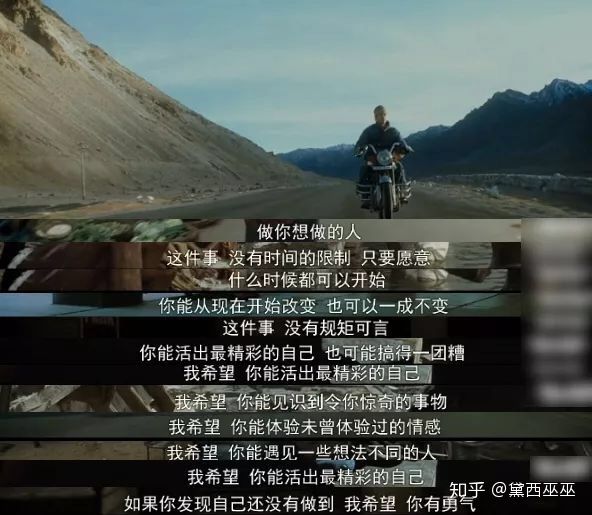 做你想做的人
这件事 没有时间的限制 只要愿意
什么时候都可以开始
你能从现在开始改变 也可以一成不变
这件事 没有规矩可言
你能活出最精彩的自己 也可能搞得一团糟
我希望 你能活出最精彩的自己
我希望 你能见识到令你惊奇的事物
我希望 你能体验未曾体验过的情感
我希望 你能遇见一些想法不同的人
我希望 你能活出最精彩的自己
如果你发现自己还没有做到 我希望 你有勇气
知乎 @黛西巫巫